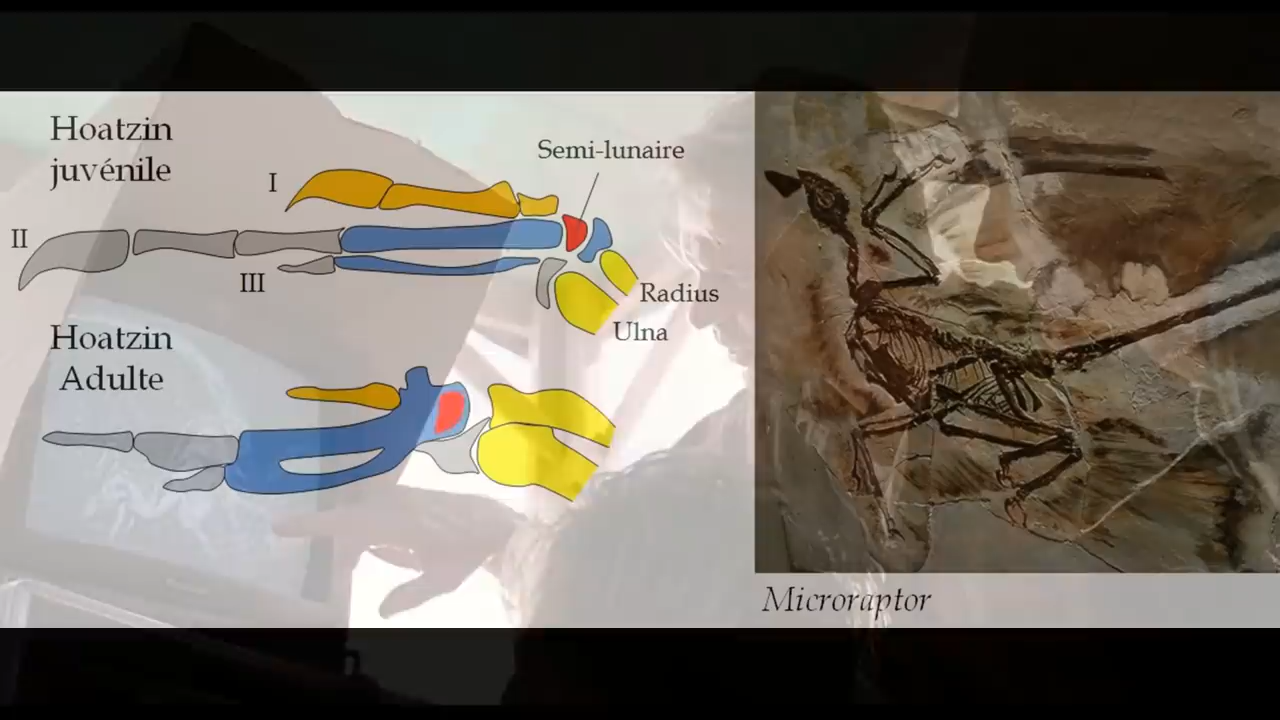 Hoatzin
juvénile
Semi-lunaire
I
II
III
Radius
Ulna
Hoatzin
Adulte
Microraptor